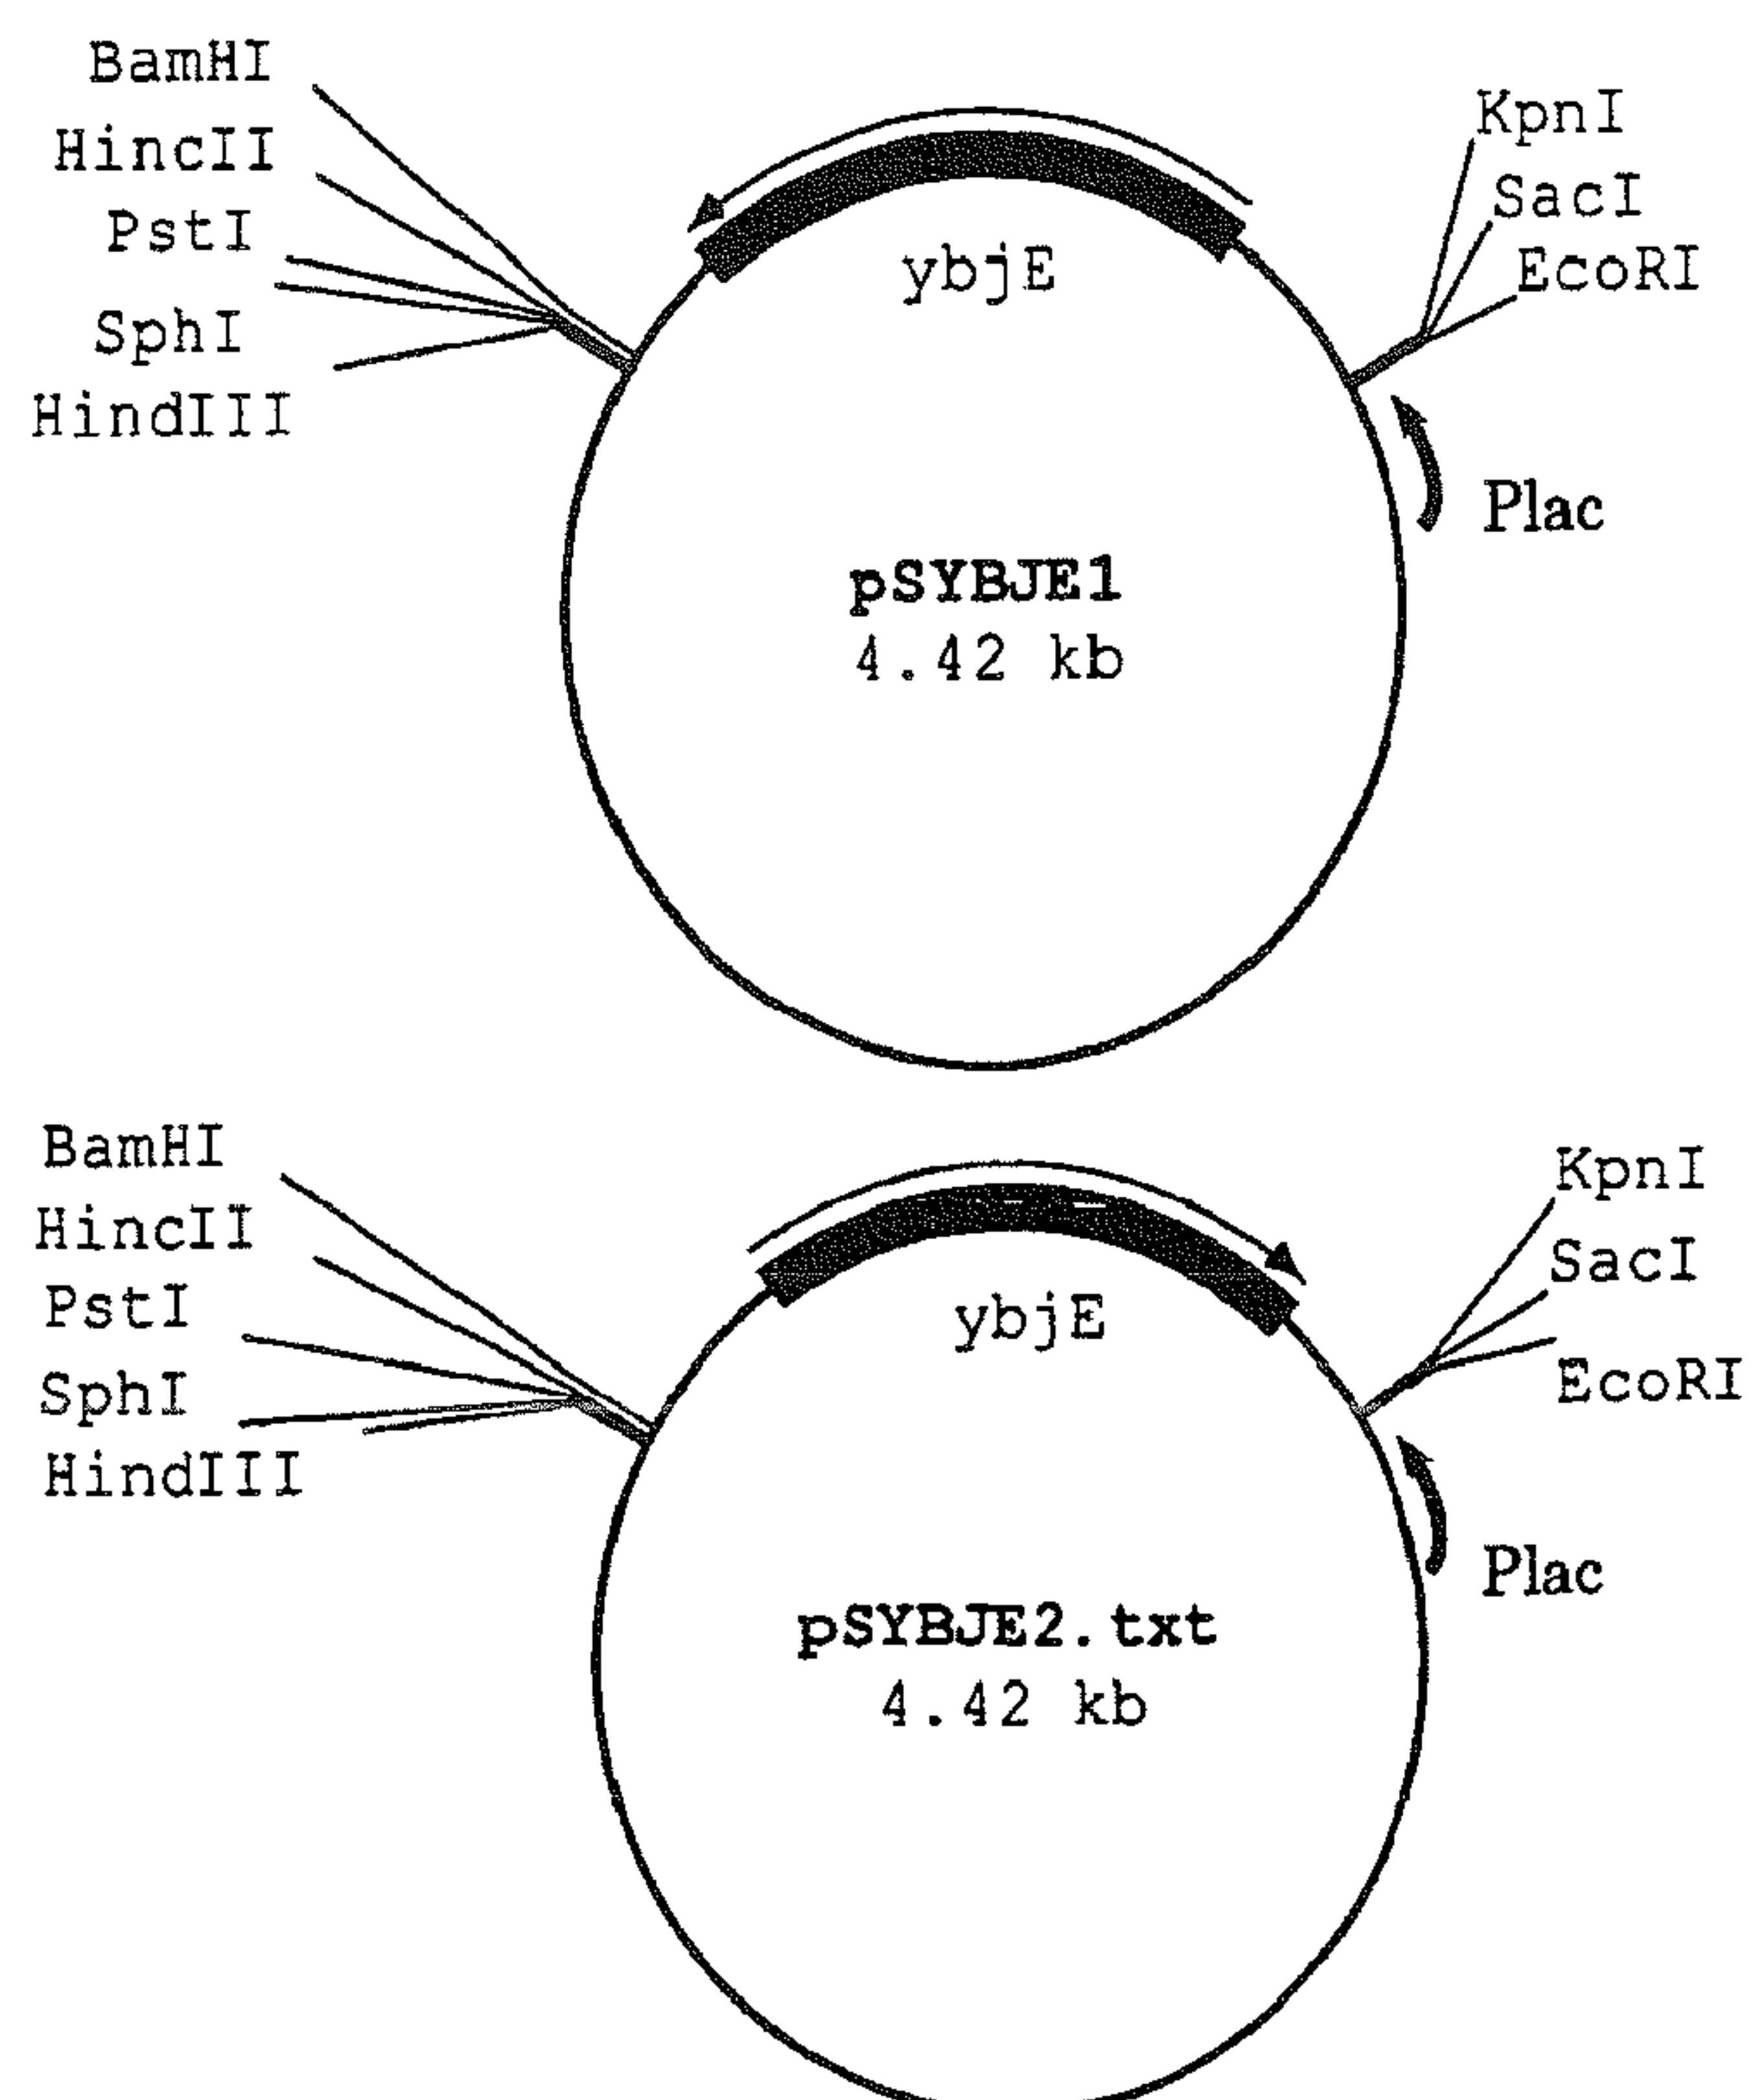 BamHI
HincII
PstI
SphI
HindIII
KpnI
SacI
EcoRI
ybjE
Plac
pSYBJE1
4.42 kb
BamHI
HincII
PstI
SphI
HindIII
KpnI
SacI
EcoRI
ybjE
Plac
pSYBJE2.txt
4.42 kb